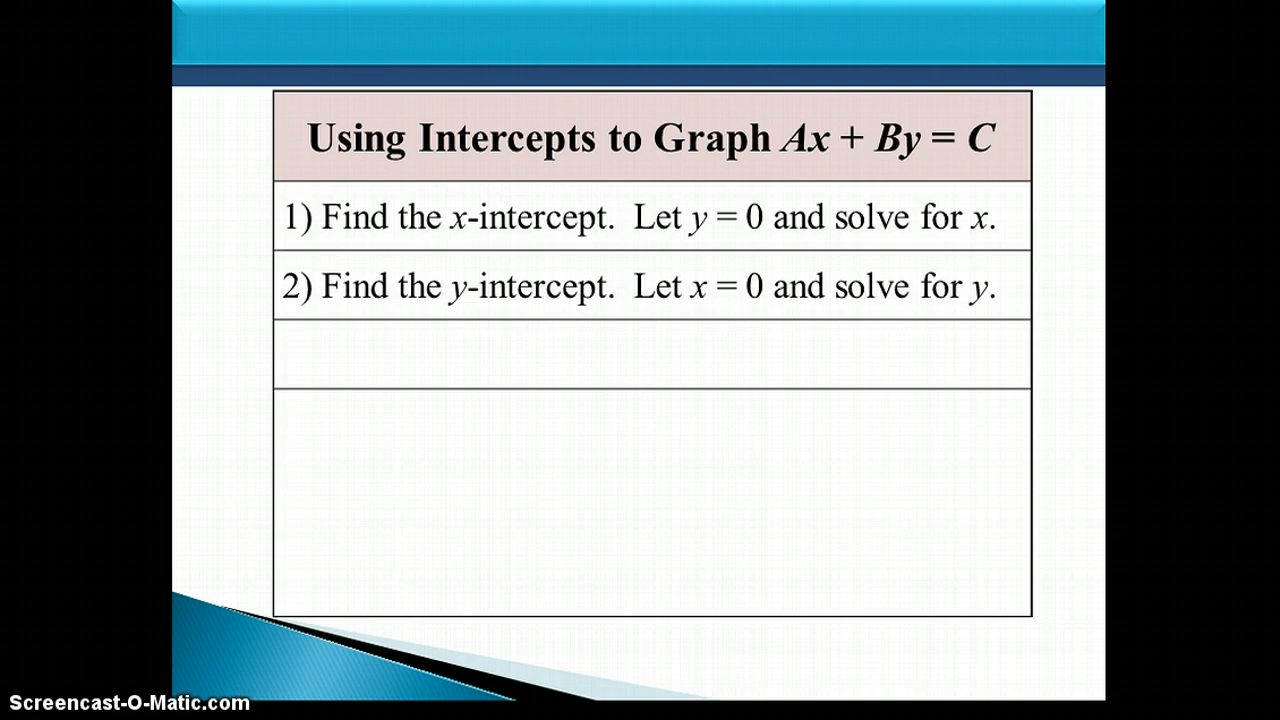 Using Intercepts to Graph Ax + By = C
1) Find the x-intercept.  Let y = 0 and solve for x.
2) Find the y-intercept.  Let x = 0 and solve for y.
Screencast-O-Matic.com